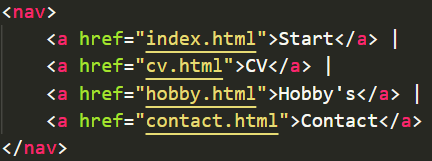 <nav>
    <a href="index.html">Start</a> |
    <a href="cv.html">CV</a> |
    <a href="hobby.html">Hobby's</a> |
    <a href="contact.html">Contact</a>
</nav>